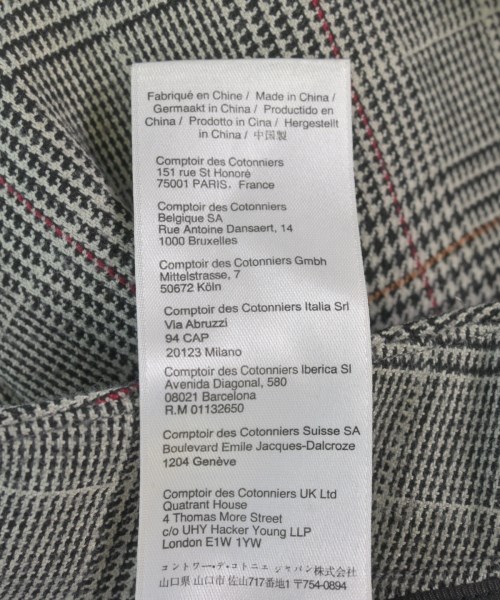 Fabriqué en Chine / Made in China /
Germaakt in China / Productido en
China / Prodotto in Cina / Hergestellt
in China / 中国製
Comptoir des Cotonniers
151 rue St Honoré
75001 PARIS, France
Comptoir des Cotonniers
Belgique SA
Rue Antoine Dansaert, 14
1000 Bruxelles
Comptoir des Cotonniers Gmbh
Mittelstrasse, 7
50672 Köln
Comptoir des Cotonniers Italia Srl
Via Abruzzi
94 CAP
20123 Milano
Comptoir des Cotonniers Iberica Sl
Avenida Diagonal, 580
08021 Barcelona
R.M 01132650
Comptoir des Cotonniers Suisse SA
Boulevard Emile Jacques-Dalcroze
1204 Genève
Comptoir des Cotonniers UK Ltd
Quatrant House
4 Thomas More Street
c/o UHY Hacker Young LLP
London E1W 1YW
コントワー・デ・コトニエ ジャパン株式会社
山口県 山口市 佐山717番地1 〒754-0894